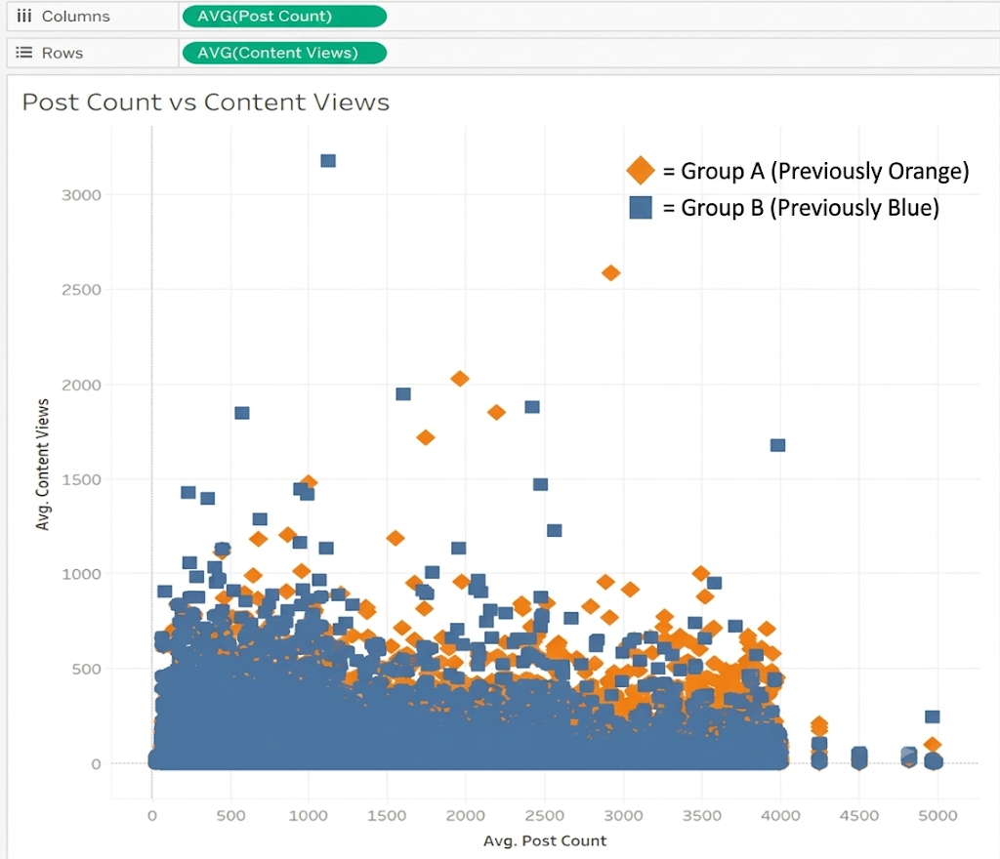 Columns AVG(Post Count)
Rows AVG(Content Views)
Post Count vs Content Views
= Group A (Previously Orange)
= Group B (Previously Blue)
Avg. Content Views
3000
2500
2000
1500
1000
500
0
0 500 1000 1500 2000 2500 3000 3500 4000 4500 5000
Avg. Post Count